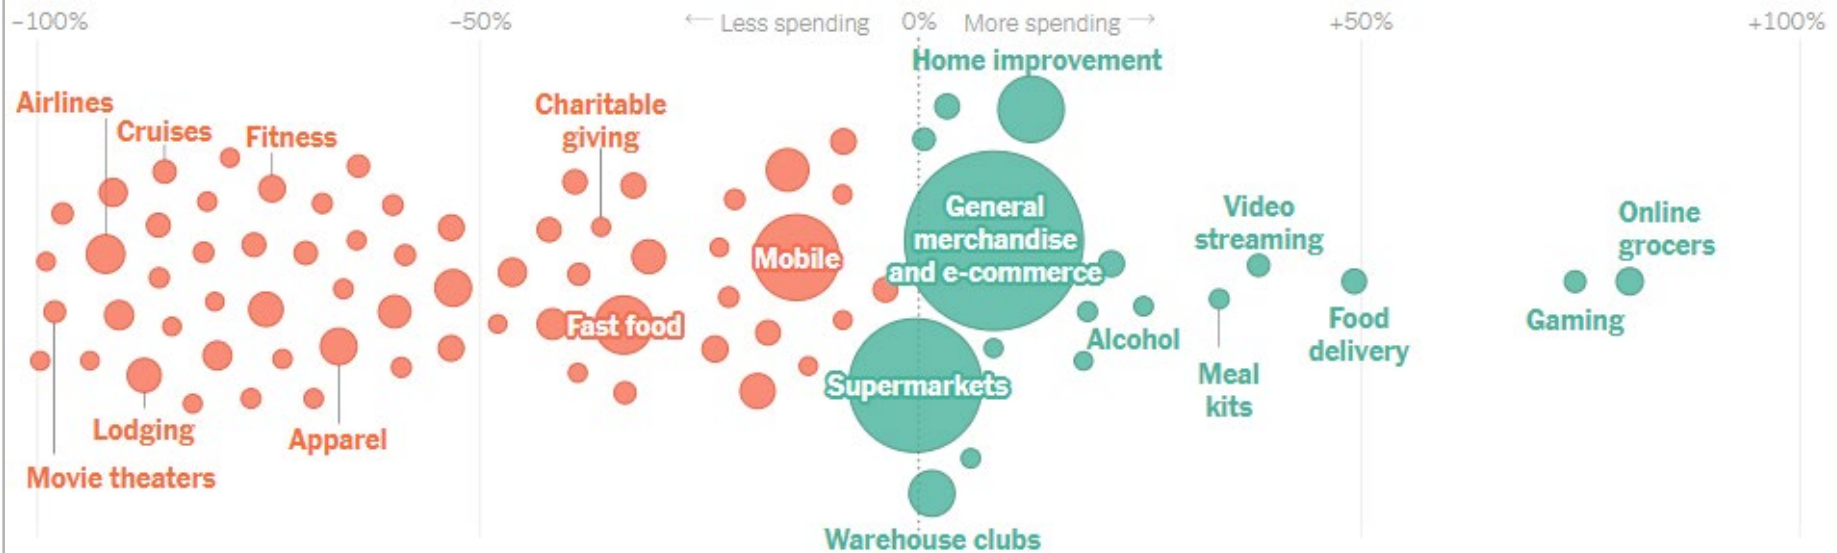 −100%
−50%
← Less spending
0%
More spending →
+50%
+100%
Home improvement
Airlines
Cruises
Fitness
Charitable
giving
General
merchandise
and e-commerce
Video
streaming
Online
grocers
Mobile
Fast food
Alcohol
Food
delivery
Gaming
Meal
kits
Supermarkets
Lodging
Apparel
Movie theaters
Warehouse clubs